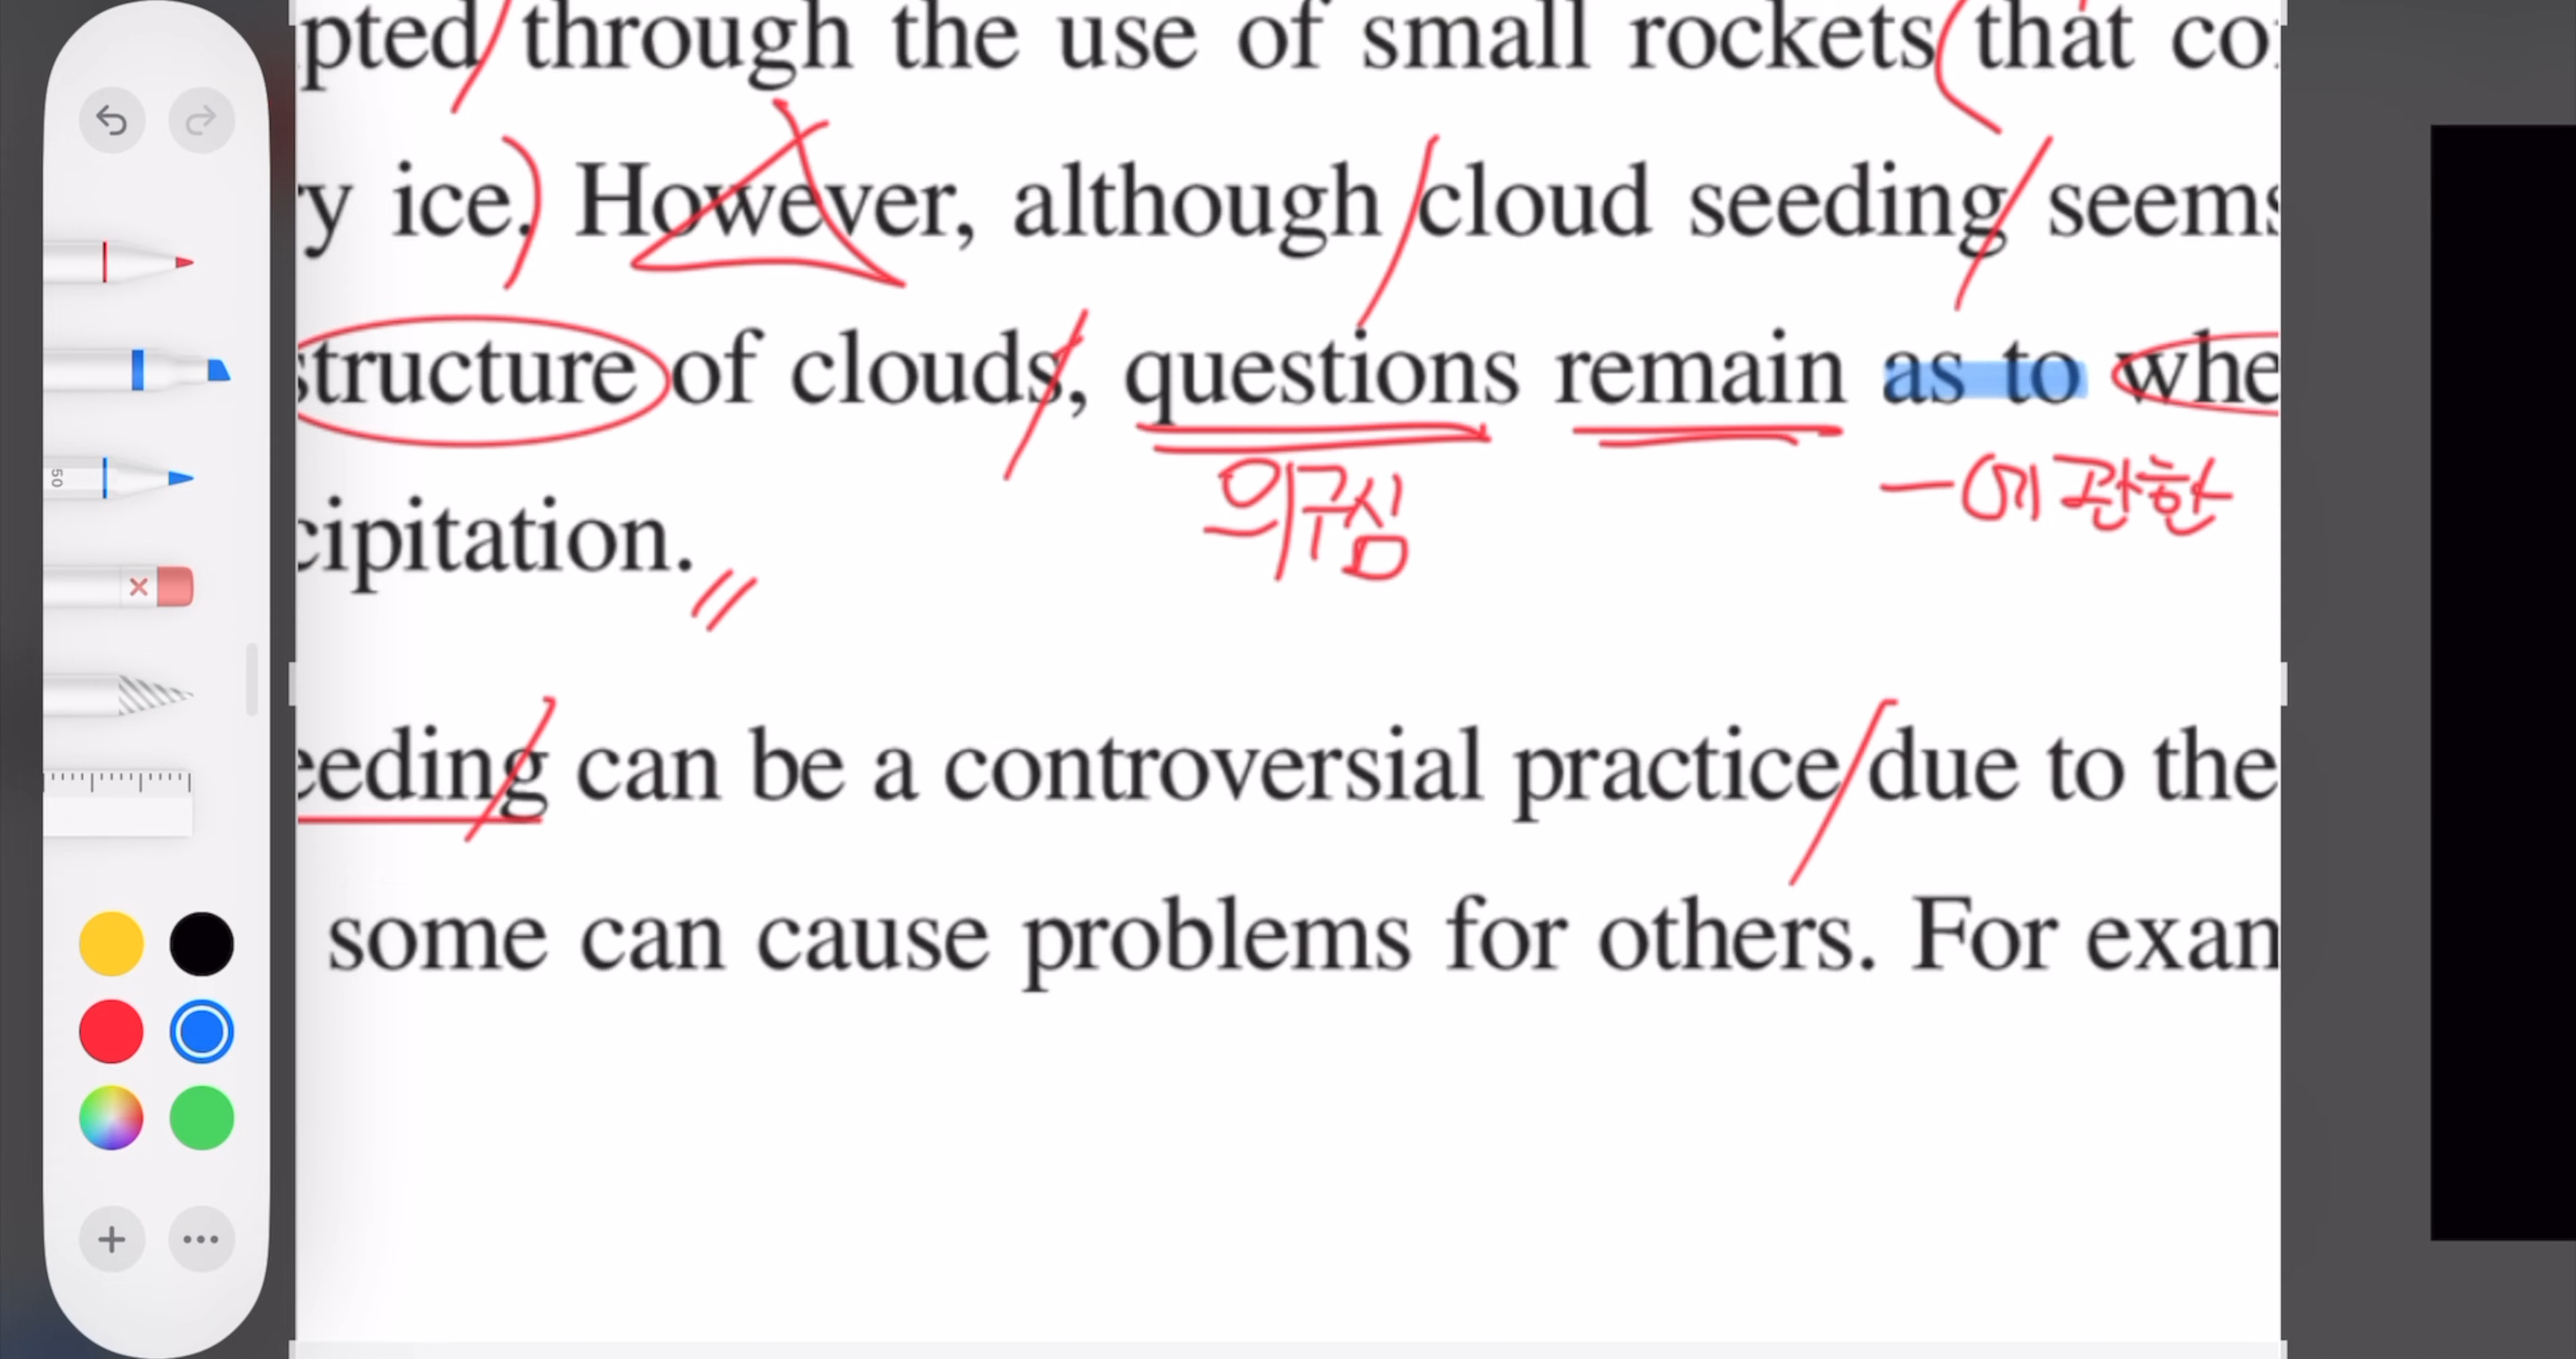 pted through the use of small rockets that co
y ice. However, although cloud seeding seems
structure of clouds, questions remain as to whe
의구심 ~에 관한
cipitation.
eeding can be a controversial practice due to the
some can cause problems for others. For exam
50